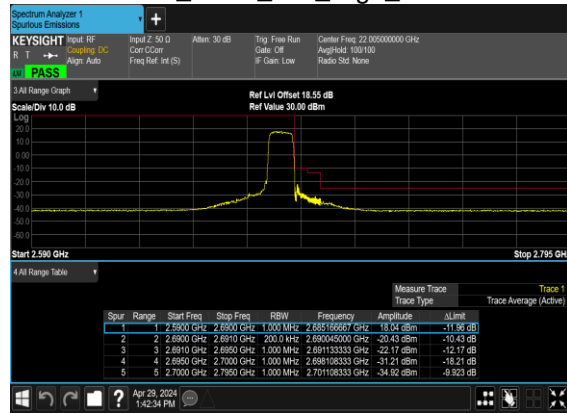 Spectrum Analyzer 1
Spurious Emissions
KEYSIGHT Input: RF Input Z: 50 Ω Atten: 30 dB Trig: Free Run Center Freq: 22.005000000 GHz
R T Coupling: DC Corr CCorr Gate: Off Avg|Hold: 100/100
Align: Auto Freq Ref: Int (S) IF Gain: Low Radio Std: None
LW PASS
3 All Range Graph
Ref Lvl Offset 18.55 dB
Scale/Div 10.0 dB Ref Value 30.00 dBm
Log
20.0
10.0
0.00
-10.0
-20.0
-30.0
-40.0
-50.0
-60.0
Start 2.590 GHz Stop 2.795 GH
4 All Range Table
Measure Trace Trace 1
Trace Type Trace Average (Active)
Spur Range Start Freq Stop Freq RBW Frequency Amplitude ΔLimit
1 1 2.5900 GHz 2.6900 GHz 1.000 MHz 2.685166667 GHz 18.04 dBm -11.96 dB
2 2 2.6900 GHz 2.6910 GHz 200.0 kHz 2.690045000 GHz -20.43 dBm -10.43 dB
3 3 2.6910 GHz 2.6950 GHz 1.000 MHz 2.691133333 GHz -22.17 dBm -12.17 dB
4 4 2.6950 GHz 2.7000 GHz 1.000 MHz 2.698108333 GHz -31.21 dBm -18.21 dB
5 5 2.7000 GHz 2.7950 GHz 1.000 MHz 2.701108333 GHz -34.92 dBm -9.923 dB
Apr 29, 2024
1:42:34 PM